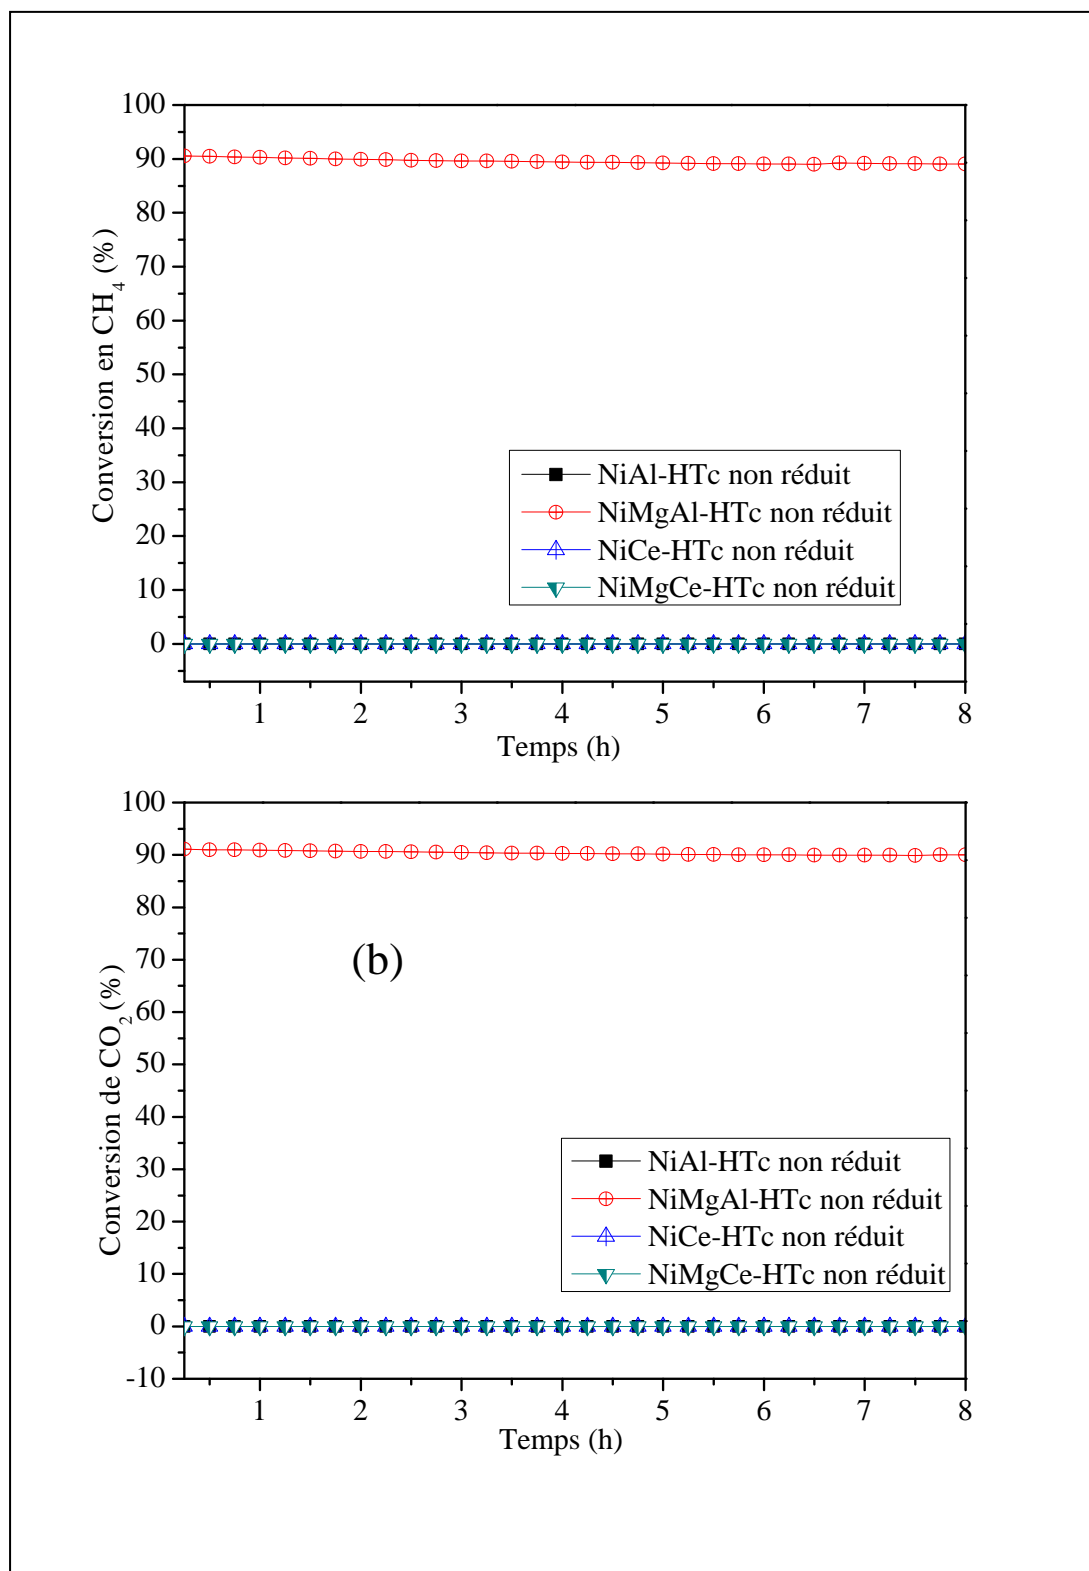 100
90
80
70
60
50
40
30
20
10
0
Conversion en CH4 (%)
NiAl-HTc non réduit
NiMgAl-HTc non réduit
NiCe-HTc non réduit
NiMgCe-HTc non réduit
1 2 3 4 5 6 7 8
Temps (h)
100
90
80
70
60
50
40
30
20
10
0
-10
Conversion de CO2 (%)
(b)
NiAl-HTc non réduit
NiMgAl-HTc non réduit
NiCe-HTc non réduit
NiMgCe-HTc non réduit
1 2 3 4 5 6 7 8
Temps (h)